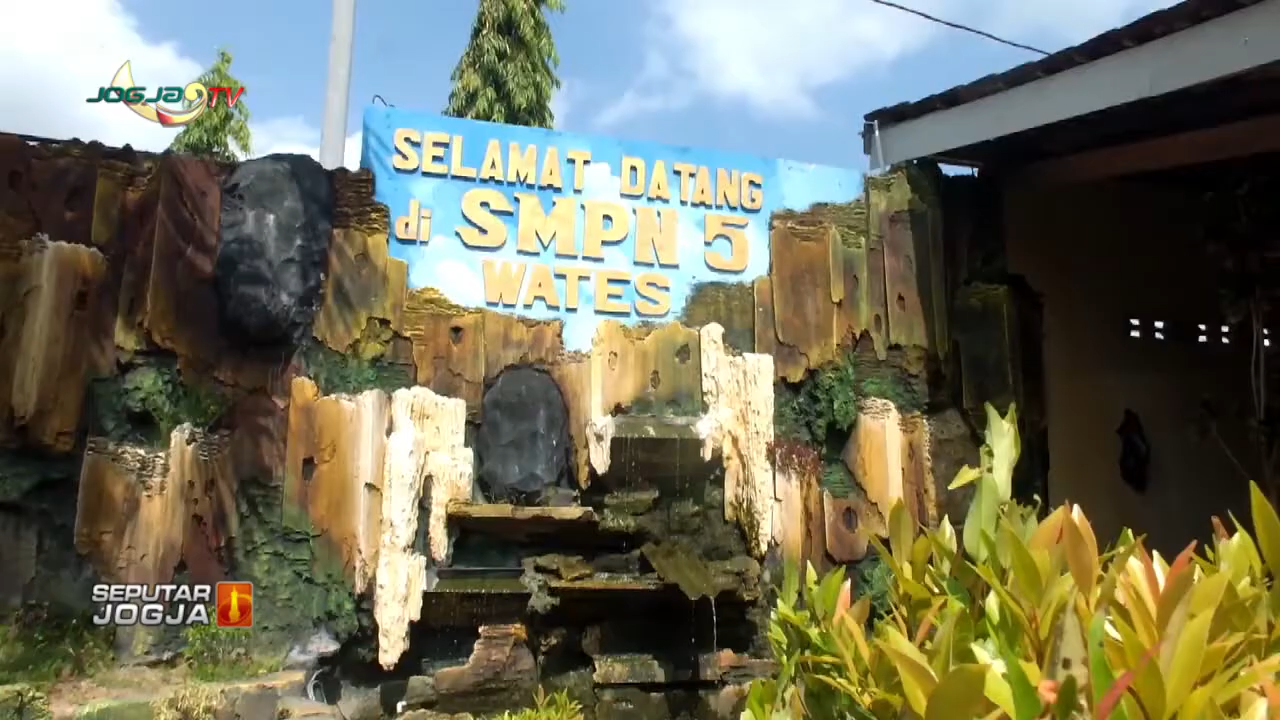 JOGJA TV
SELAMAT DATANG
di SMPN 5
WATES
SEPUTAR
JOGJA